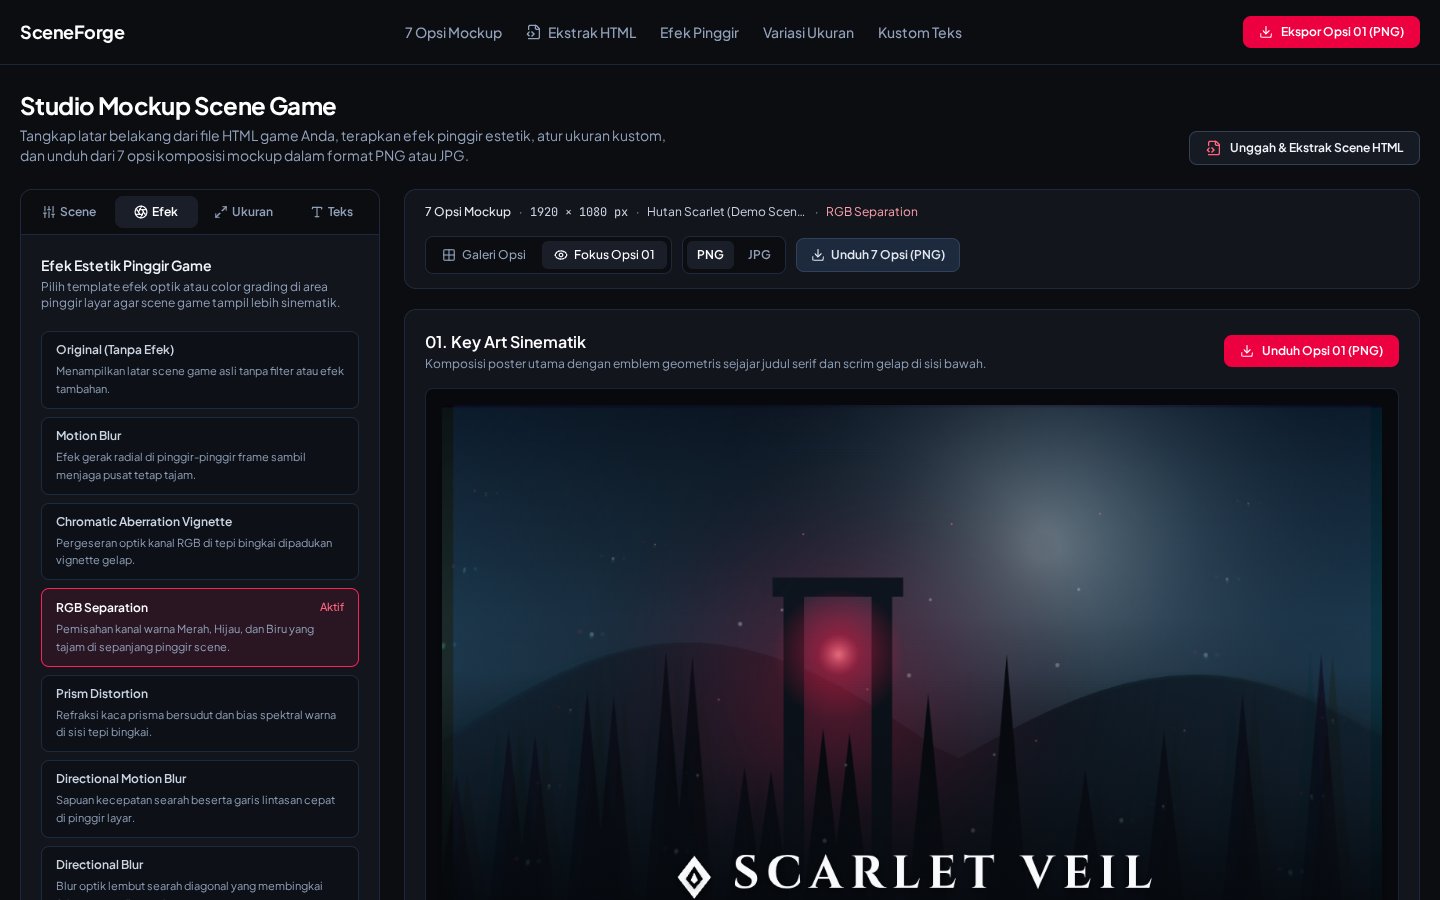 SceneForge
7 Opsi Mockup
Ekstrak HTML
Efek Pinggir
Variasi Ukuran
Kustom Teks
Ekspor Opsi 01 (PNG)
Studio Mockup Scene Game
Tangkap latar belakang dari file HTML game Anda, terapkan efek pinggir estetik, atur ukuran kustom,
dan unduh dari 7 opsi komposisi mockup dalam format PNG atau JPG.
Unggah & Ekstrak Scene HTML
Scene
Efek
Ukuran
Teks
Efek Estetik Pinggir Game
Pilih template efek optik atau color grading di area
pinggir layar agar scene game tampil lebih sinematik.
Original (Tanpa Efek)
Menampilkan latar scene game asli tanpa filter atau efek
tambahan.
Motion Blur
Efek gerak radial di pinggir-pinggir frame sambil
menjaga pusat tetap tajam.
Chromatic Aberration Vignette
Pergeseran optik kanal RGB di tepi bingkai dipadukan
vignette gelap.
RGB Separation
Aktif
Pemisahan kanal warna Merah, Hijau, dan Biru yang
tajam di sepanjang pinggir scene.
Prism Distortion
Refraksi kaca prisma bersudut dan bias spektral warna
di sisi tepi bingkai.
Directional Motion Blur
Sapuan kecepatan searah beserta garis lintasan cepat
di pinggir layar.
Directional Blur
Blur optik lembut searah diagonal yang membingkai
7 Opsi Mockup · 1920 × 1080 px · Hutan Scarlet (Demo Scen... · RGB Separation
Galeri Opsi
Fokus Opsi 01
PNG
JPG
Unduh 7 Opsi (PNG)
01. Key Art Sinematik
Komposisi poster utama dengan emblem geometris sejajar judul serif dan scrim gelap di sisi bawah.
Unduh Opsi 01 (PNG)
SCARLET VEIL